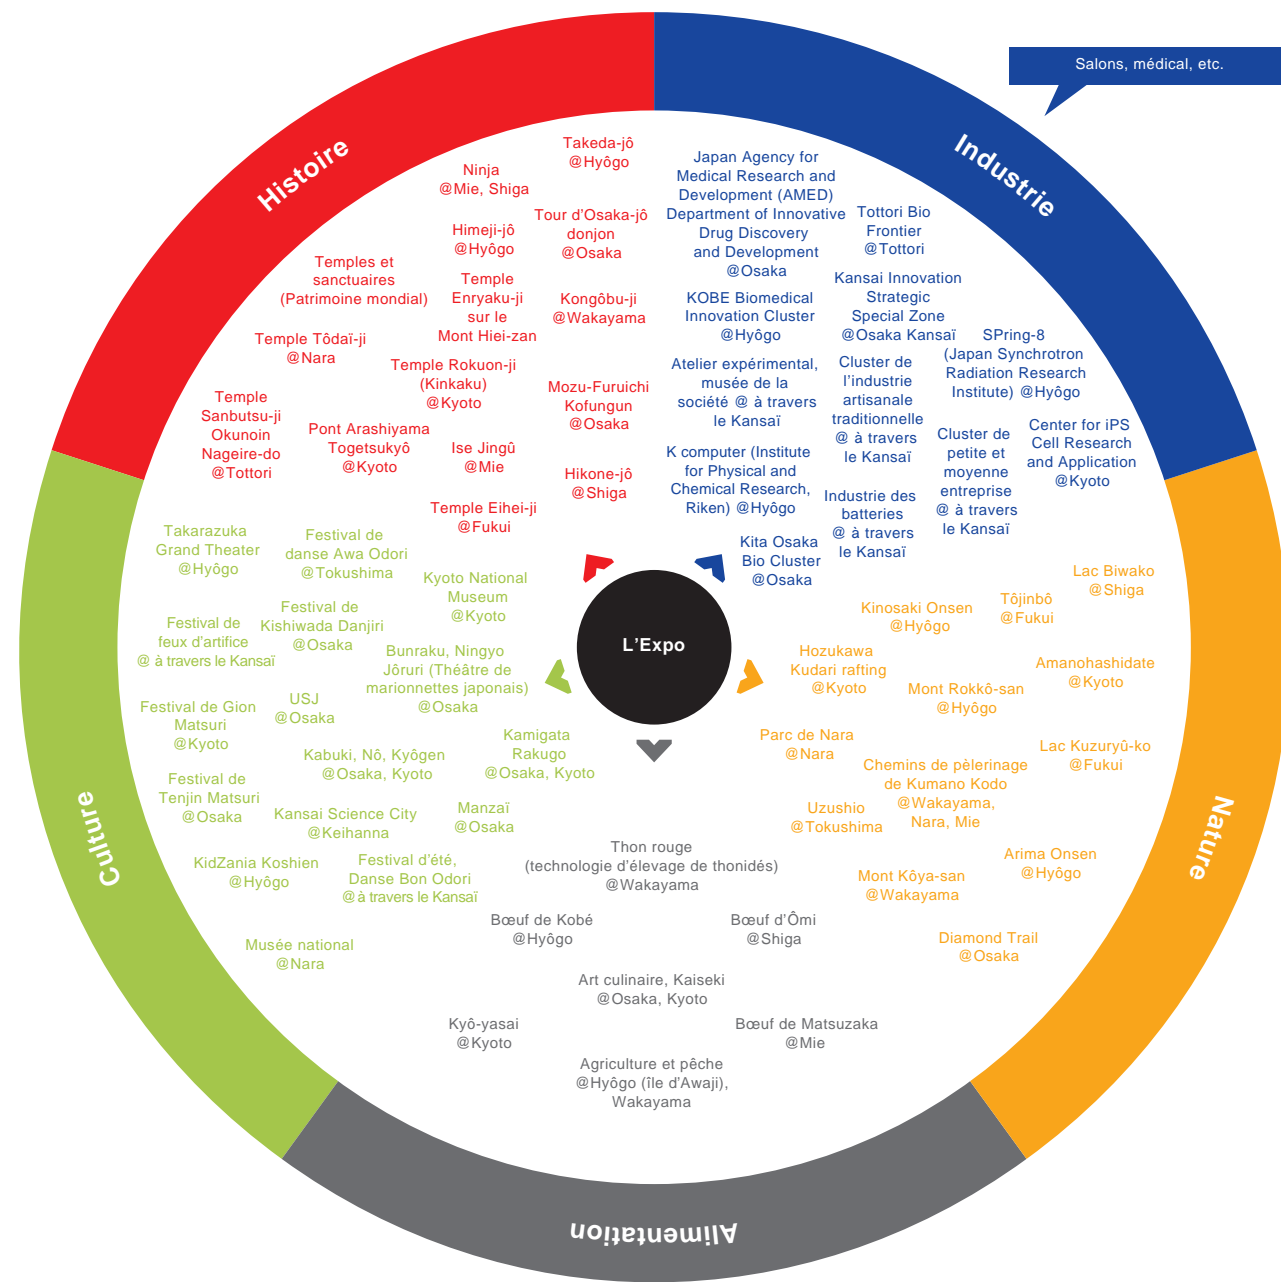 Salons, médical, etc.
Histoire
Takeda-jô
@Hyôgo
Ninja
@Mie, Shiga
Tour d'Osaka-jô
donjon
@Osaka
Himeji-jô
@Hyôgo
Temples et
sanctuaires
(Patrimoine mondial)
Temple
Enryaku-ji
sur le
Mont Hiei-zan
Kongôbu-ji
@Wakayama
Temple Tôdaï-ji
@Nara
Temple Rokuon-ji
(Kinkaku)
@Kyoto
Mozu-Furuichi
Kofungun
@Osaka
Temple
Sanbutsu-ji
Okunoin
Nageire-do
@Tottori
Pont Arashiyama
Togetsukyô
@Kyoto
Ise Jingû
@Mie
Hikone-jô
@Shiga
Temple Eihei-ji
@Fukui
Industrie
Japan Agency for
Medical Research and
Development (AMED)
Department of Innovative
Drug Discovery
and Development
@Osaka
Tottori Bio
Frontier
@Tottori
KOBE Biomedical
Innovation Cluster
@Hyôgo
Kansai Innovation
Strategic
Special Zone
@Osaka Kansaï
SPring-8
(Japan Synchrotron
Radiation Research
Institute) @Hyôgo
Atelier expérimental,
musée de la
société @ à travers
le Kansaï
Cluster de
l'industrie
artisanale
traditionnelle
@ à travers
le Kansaï
Cluster de
petite et
moyenne
entreprise
@ à travers
le Kansaï
Center for iPS
Cell Research
and Application
@Kyoto
K computer (Institute
for Physical and
Chemical Research,
Riken) @Hyôgo
Industrie des
batteries
@ à travers
le Kansaï
Kita Osaka
Bio Cluster
@Osaka
L'Expo
Culture
Takarazuka
Grand Theater
@Hyôgo
Festival de
danse Awa Odori
@Tokushima
Kyoto National
Museum
@Kyoto
Festival de
feux d'artifice
@ à travers le Kansaï
Festival de
Kishiwada Danjiri
@Osaka
Bunraku, Ningyo
Jôruri (Théâtre de
marionnettes japonais)
@Osaka
Festival de Gion
Matsuri
@Kyoto
USJ
@Osaka
Kabuki, Nô, Kyôgen
@Osaka, Kyoto
Kamigata
Rakugo
@Osaka, Kyoto
Festival de
Tenjin Matsuri
@Osaka
Kansai Science City
@Keihanna
Manzaï
@Osaka
KidZania Koshien
@Hyôgo
Festival d'été,
Danse Bon Odori
@ à travers le Kansaï
Musée national
@Nara
Nature
Lac Biwako
@Shiga
Kinosaki Onsen
@Hyôgo
Tôjinbô
@Fukui
Hozukawa
Kudari rafting
@Kyoto
Mont Rokkô-san
@Hyôgo
Amanohashidate
@Kyoto
Parc de Nara
@Nara
Chemins de pèlerinage
de Kumano Kodo
@Wakayama,
Nara, Mie
Lac Kuzuryû-ko
@Fukui
Uzushio
@Tokushima
Mont Kôya-san
@Wakayama
Arima Onsen
@Hyôgo
Diamond Trail
@Osaka
Thon rouge
(technologie d'élevage de thonidés)
@Wakayama
Bœuf de Kobé
@Hyôgo
Bœuf d'Ômi
@Shiga
Art culinaire, Kaiseki
@Osaka, Kyoto
Kyô-yasai
@Kyoto
Bœuf de Matsuzaka
@Mie
Agriculture et pêche
@Hyôgo (île d'Awaji),
Wakayama
Alimentation